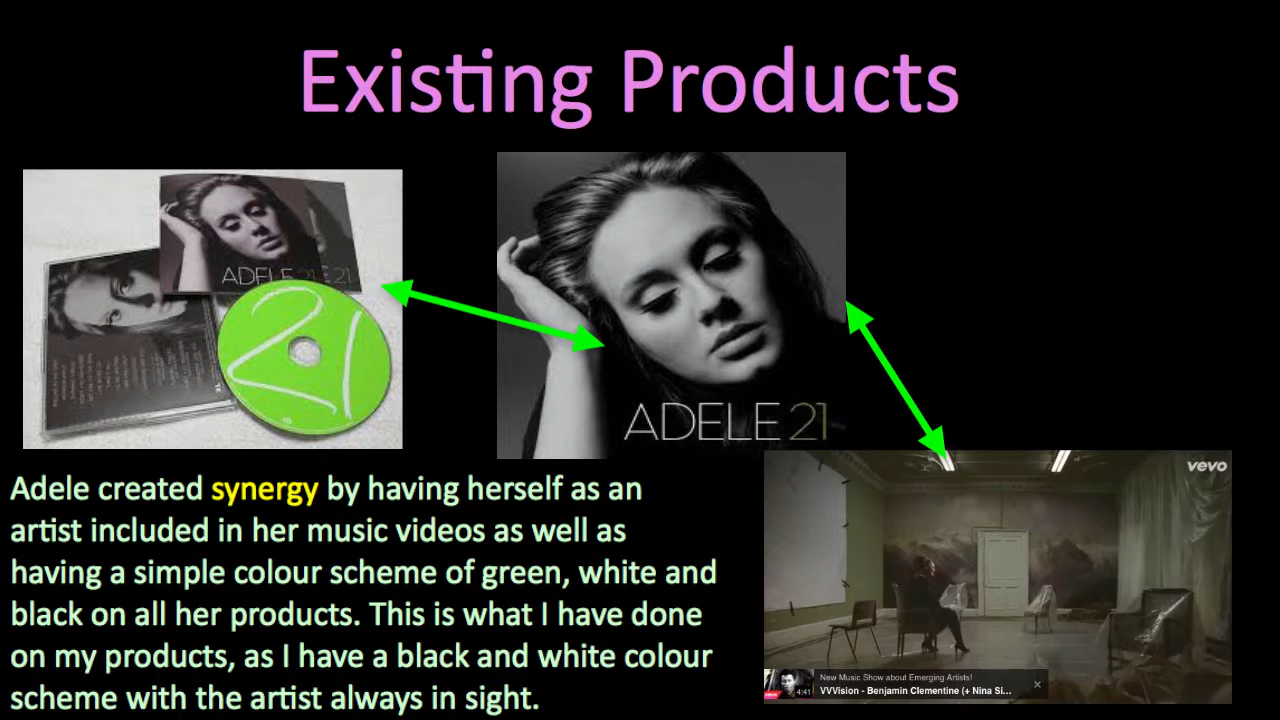 Existing Products
ADELE 21
21
ADELE 21
vevo
Adele created synergy by having herself as an
artist included in her music videos as well as
having a simple colour scheme of green, white and
black on all her products. This is what I have done
on my products, as I have a black and white colour
scheme with the artist always in sight.
New Music Show about Emerging Artists!
VVVision - Benjamin Clementine (+ Nina Si...
vevo
4:41